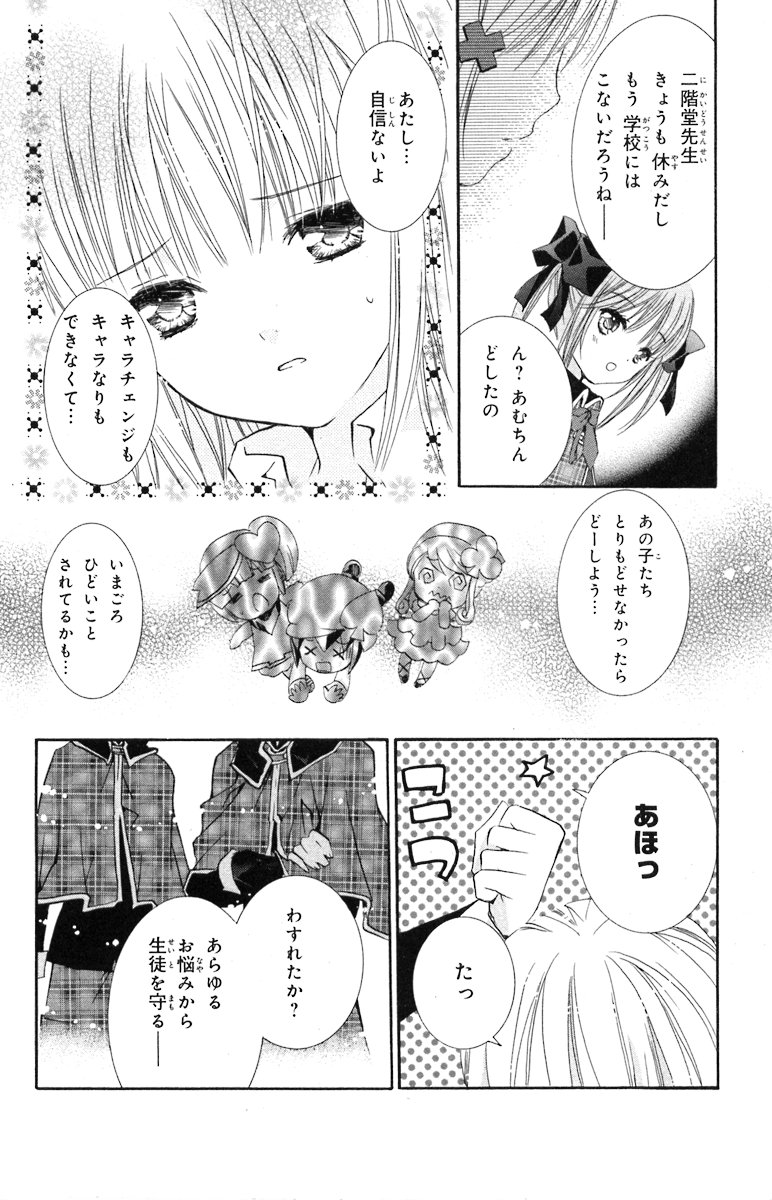 二階堂先生
きょうも休みだし
もう学校には
こないだろうね―
ん?あむちん
どしたの
あたし…
自信ないよ
キャラチェンジも
キャラなりも
できなくて…
あの子たち
とりもどせなかったら
どーしよう…
いまごろ
ひどいこと
されてるかも…
あほっ
コニっ
たっ
わすれたか?
あらゆる
お悩みから
生徒を守る―